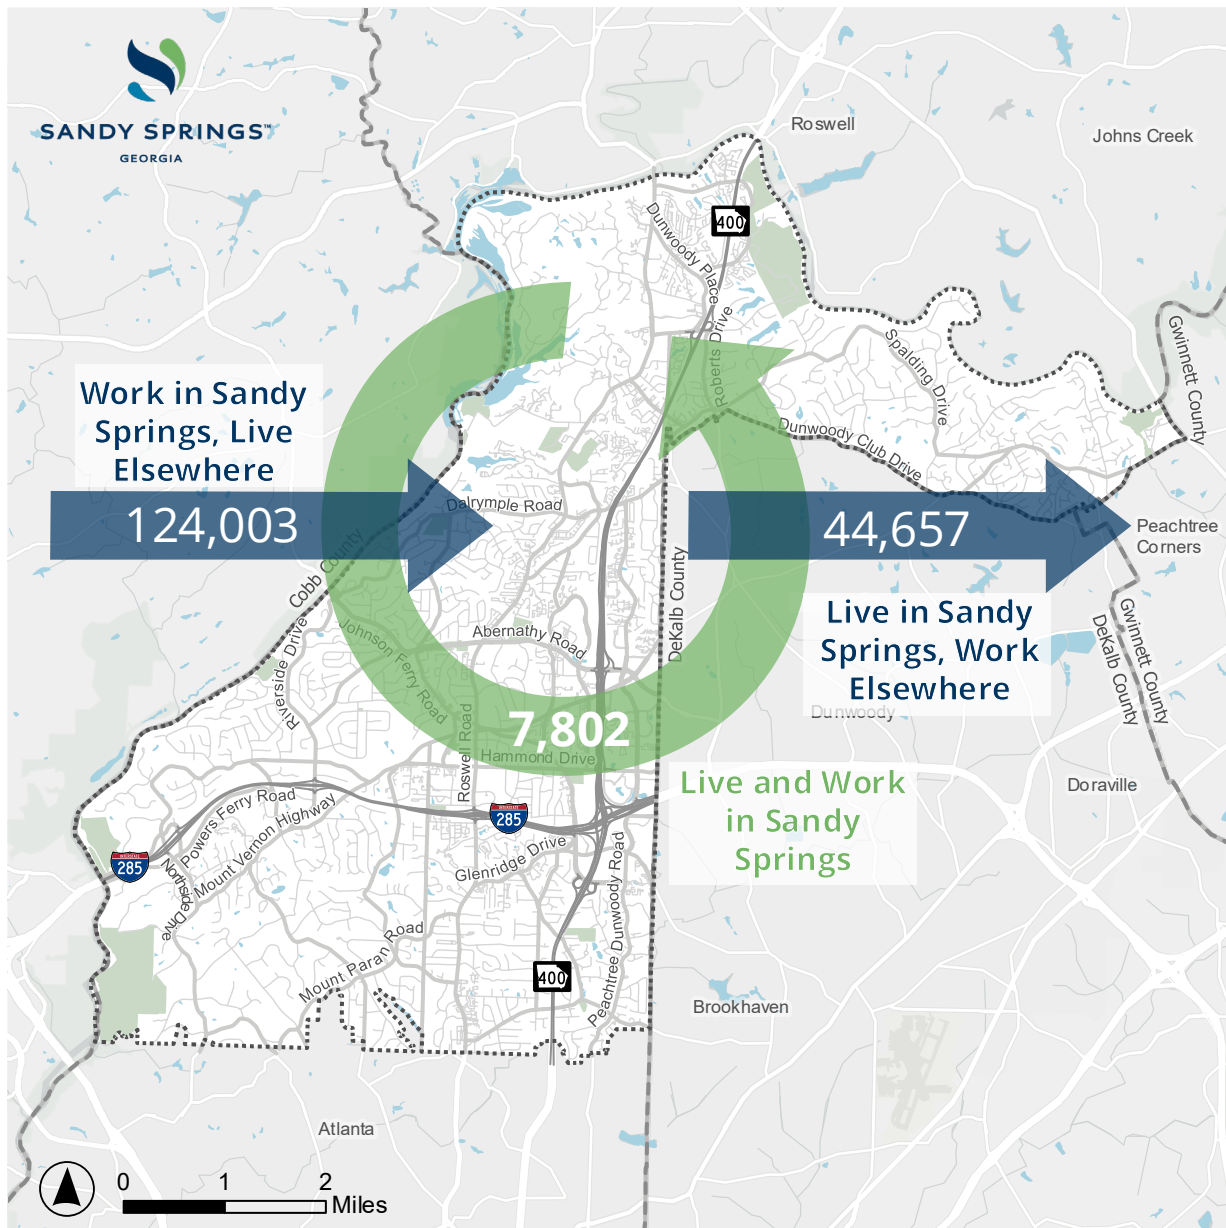 SANDY SPRINGS™
GEORGIA
Roswell
Johns Creek
400
Dunwoody Place
Roberts Drive
Spalding Drive
Gwinnett County
Dunwoody Club Drive
Work in Sandy
Springs, Live
Elsewhere
124,003
Dalrymple Road
44,657
Peachtree
Corners
Cobb County
DeKalb County
Riverside Drive
Johnson Ferry Road
Abernathy Road
Live in Sandy
Springs, Work
Elsewhere
Gwinnett County
DeKalb County
Dunwoody
7,802
Roswell Road
Hammond Drive
Live and Work
in Sandy
Springs
Doraville
Powers Ferry Road
Mount Vernon Highway
INTERSTATE
285
INTERSTATE
285
Northside Drive
Glenridge Drive
Peachtree Dunwoody Road
Mount Paran Road
400
Brookhaven
Atlanta
0 1 2
Miles